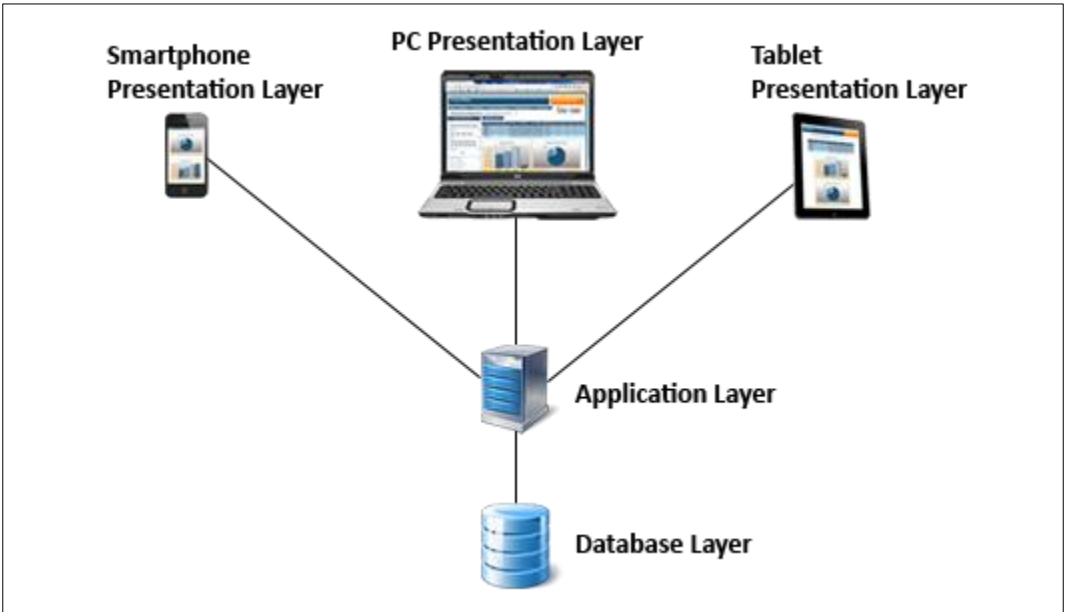 Smartphone
Presentation Layer
PC Presentation Layer
Tablet
Presentation Layer
Application Layer
Database Layer